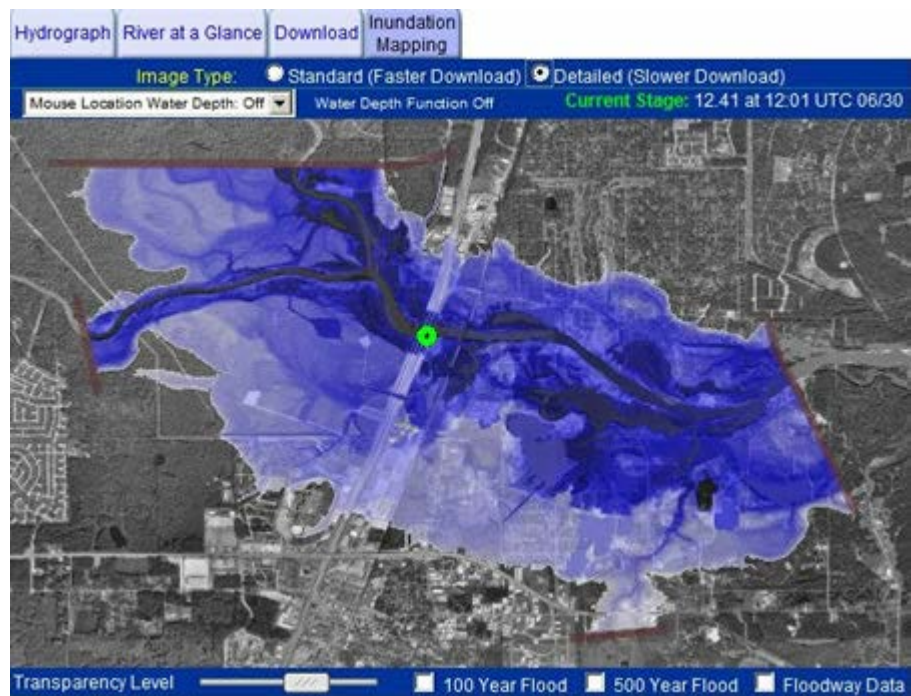 Hydrograph River at a Glance Download Inundation Mapping
Image Type: Standard (Faster Download) Detailed (Slower Download)
Mouse Location Water Depth: Off Water Depth Function Off Current Stage: 12.41 at 12:01 UTC 06/30
Transparency Level 100 Year Flood 500 Year Flood Floodway Data